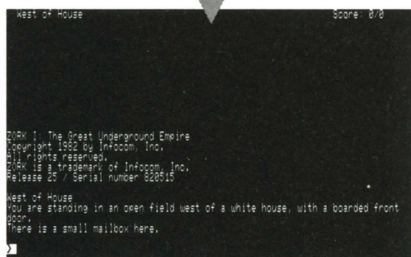 West of House Score: 0/0
ZORK I: The Great Underground Empire
Copyright 1982 by Infocom, Inc.
All rights reserved.
ZORK is a trademark of Infocom, Inc.
Release 25 / Serial number 820515
West of House
You are standing in an open field west of a white house, with a boarded front
door.
There is a small mailbox here.
>